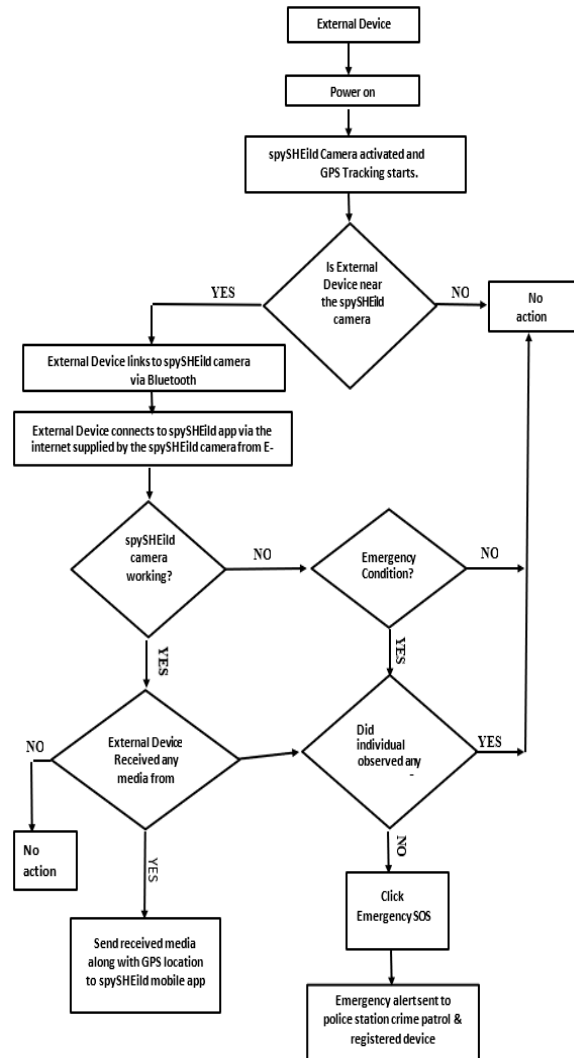 External Device
Power on
spySHEild Camera activated and
GPS Tracking starts.
Is External
Device near
the spySHEild
camera
YES
NO
No
action
External Device links to spySHEild camera
via Bluetooth
External Device connects to spySHEild app via the
internet supplied by the spySHEild camera from E-
spySHEild
camera
working?
NO
Emergency
Condition?
NO
YES
YES
External Device
Received any
media from
NO
Did
individual
observed any
-
YES
No
action
YES
NO
Click
Emergency SOS
Send received media
along with GPS location
to spySHEild mobile app
Emergency alert sent to
police station crime patrol &
registered device